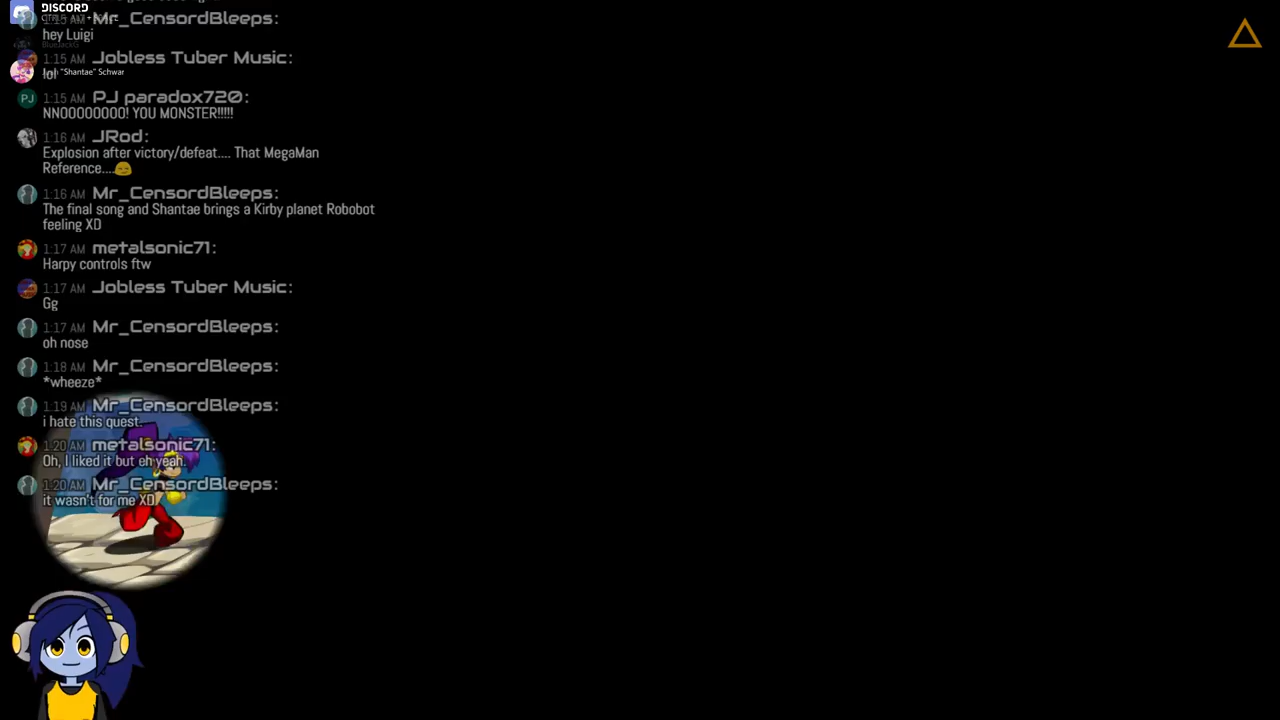 DISCORD
1:15 AM Mr_CensordBleeps:
hey Luigi
BlueJackG
1:15 AM Jobless Tuber Music:
lol
"Shantae" Schwar
PJ 1:15 AM PJ paradox720:
NNOOOOOOOO! YOU MONSTER!!!!!
1:16 AM JRod:
Explosion after victory/defeat.... That MegaMan
Reference....
1:16 AM Mr_CensordBleeps:
The final song and Shantae brings a Kirby planet Robobot
feeling XD
1:17 AM metalsonic71:
Harpy controls ftw
1:17 AM Jobless Tuber Music:
Gg
1:17 AM Mr_CensordBleeps:
oh nose
1:18 AM Mr_CensordBleeps:
*wheeze*
1:19 AM Mr_CensordBleeps:
i hate this quest.
1:20 AM metalsonic71:
Oh, I liked it but eh yeah.
1:20 AM Mr_CensordBleeps:
it wasn't for me XD